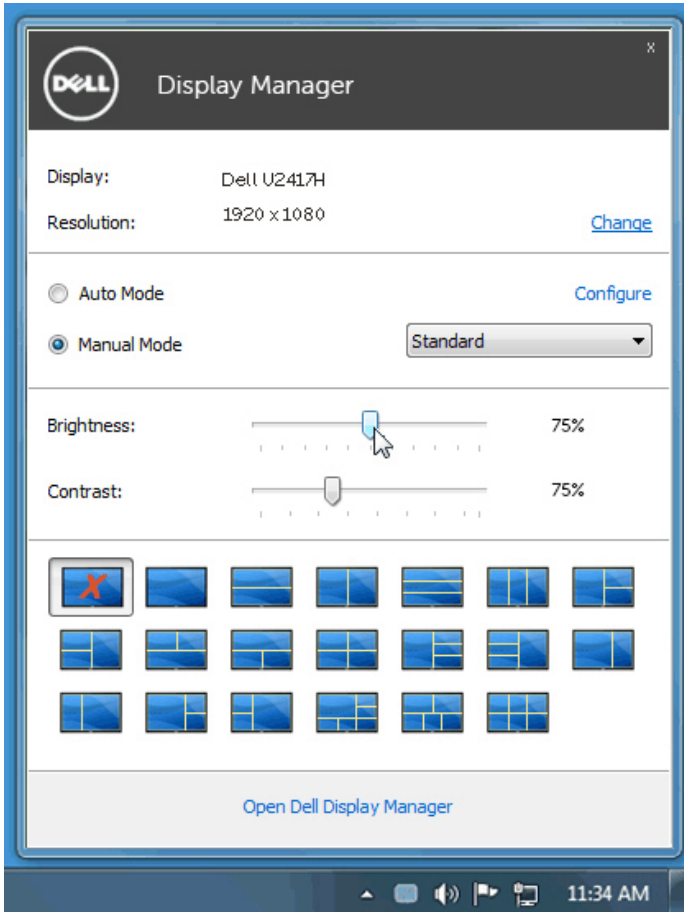 x
DELL
Display Manager
Display: Dell U2417H
Resolution: 1920 x 1080 Change
Auto Mode Configure
Manual Mode Standard
Brightness: 75%
Contrast: 75%
Open Dell Display Manager
11:34 AM